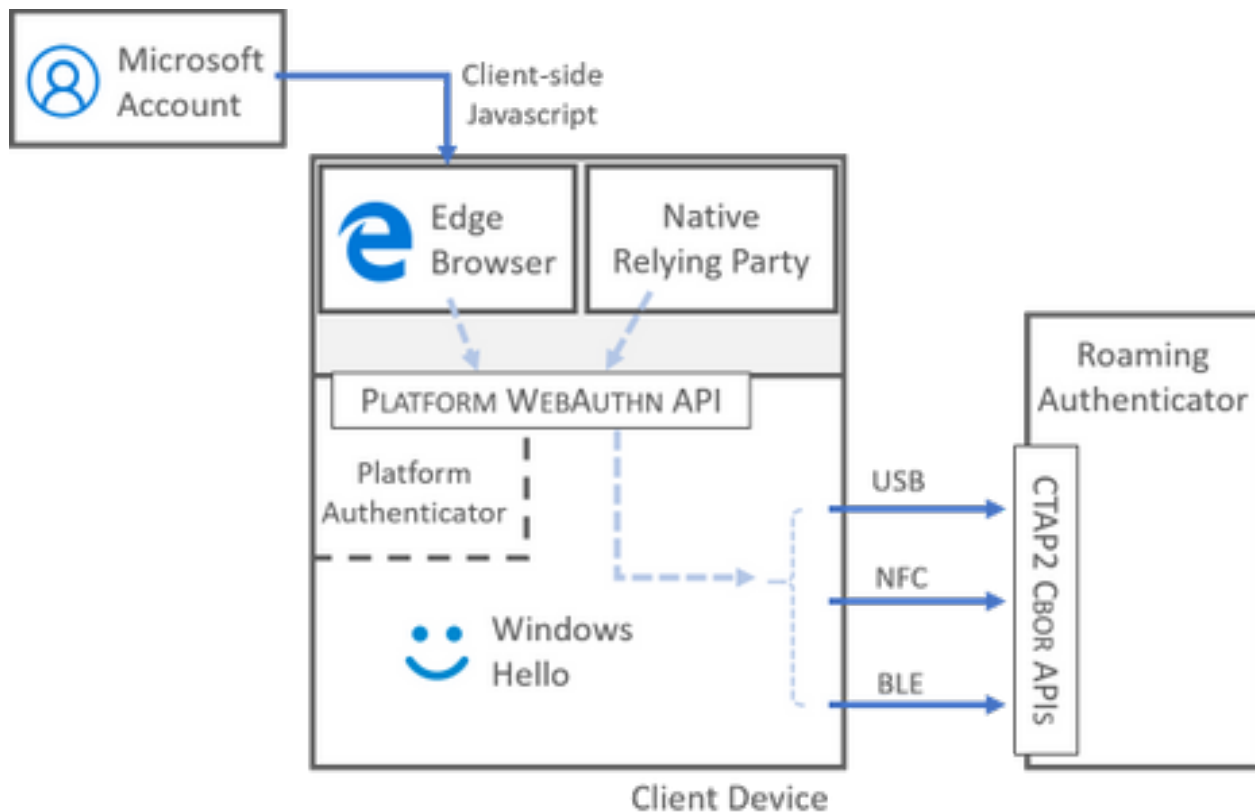 Microsoft
Account
Client-side
Javascript
Edge
Browser
Native
Relying Party
PLATFORM WEBAUTHN API
Platform
Authenticator
Windows
Hello
USB
NFC
BLE
Roaming
Authenticator
CTAP2 CBOR APIs
Client Device